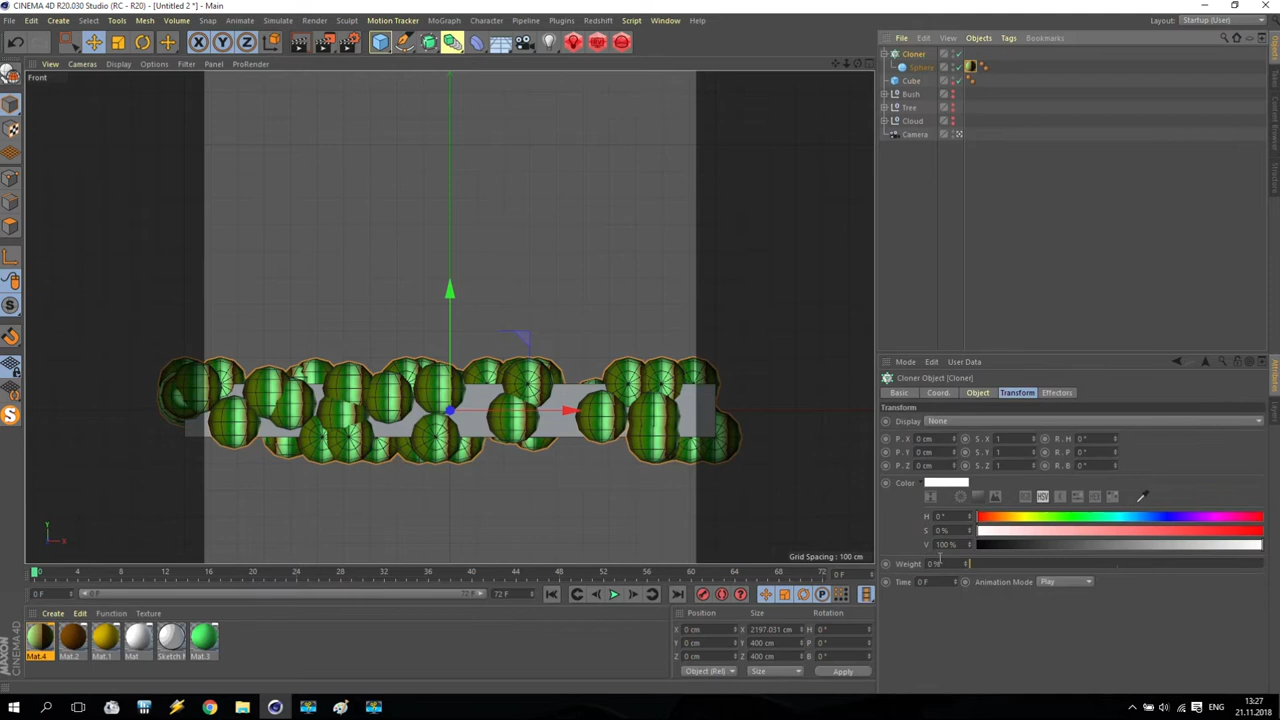 CINEMA 4D R20.030 Studio (RC - R20) - [Untitled 2 *] - Main
File Edit Create Select Tools Mesh Volume Snap Animate Simulate Render Sculpt Motion Tracker MoGraph Character Pipeline Plugins Redshift Script Window Help Layout: Startup (User)
View Cameras Display Options Filter Panel ProRender
File Edit View Objects Tags Bookmarks
Front
Cloner
Sphere
Cube
Bush
Tree
Cloud
Camera
Mode Edit User Data
Cloner Object [Cloner]
Basic Coord. Object Transform Effectors
Transform
Display None
P . X 0 cm S . X 1 R . H 0 °
P . Y 0 cm S . Y 1 R . P 0 °
P . Z 0 cm S . Z 1 R . B 0 °
Color
HSV
H 0 °
S 0 %
V 100 %
Weight 0 %
Time 0 F Animation Mode Play
Y
X
Grid Spacing : 100 cm
0 4 8 12 16 20 24 28 32 36 40 44 48 52 56 60 64 68 72 0 F
0 F 0 F 72 F 72 F
Create Edit Function Texture
Mat.4 Mat.2 Mat.1 Mat Sketch M Mat.3
Position Size Rotation
X 0 cm X 2197.031 cm H 0 °
Y 0 cm Y 400 cm P 0 °
Z 0 cm Z 400 cm B 0 °
Object (Rel) Size Apply
MAXON
CINEMA 4D
ENG
13:27
21.11.2018